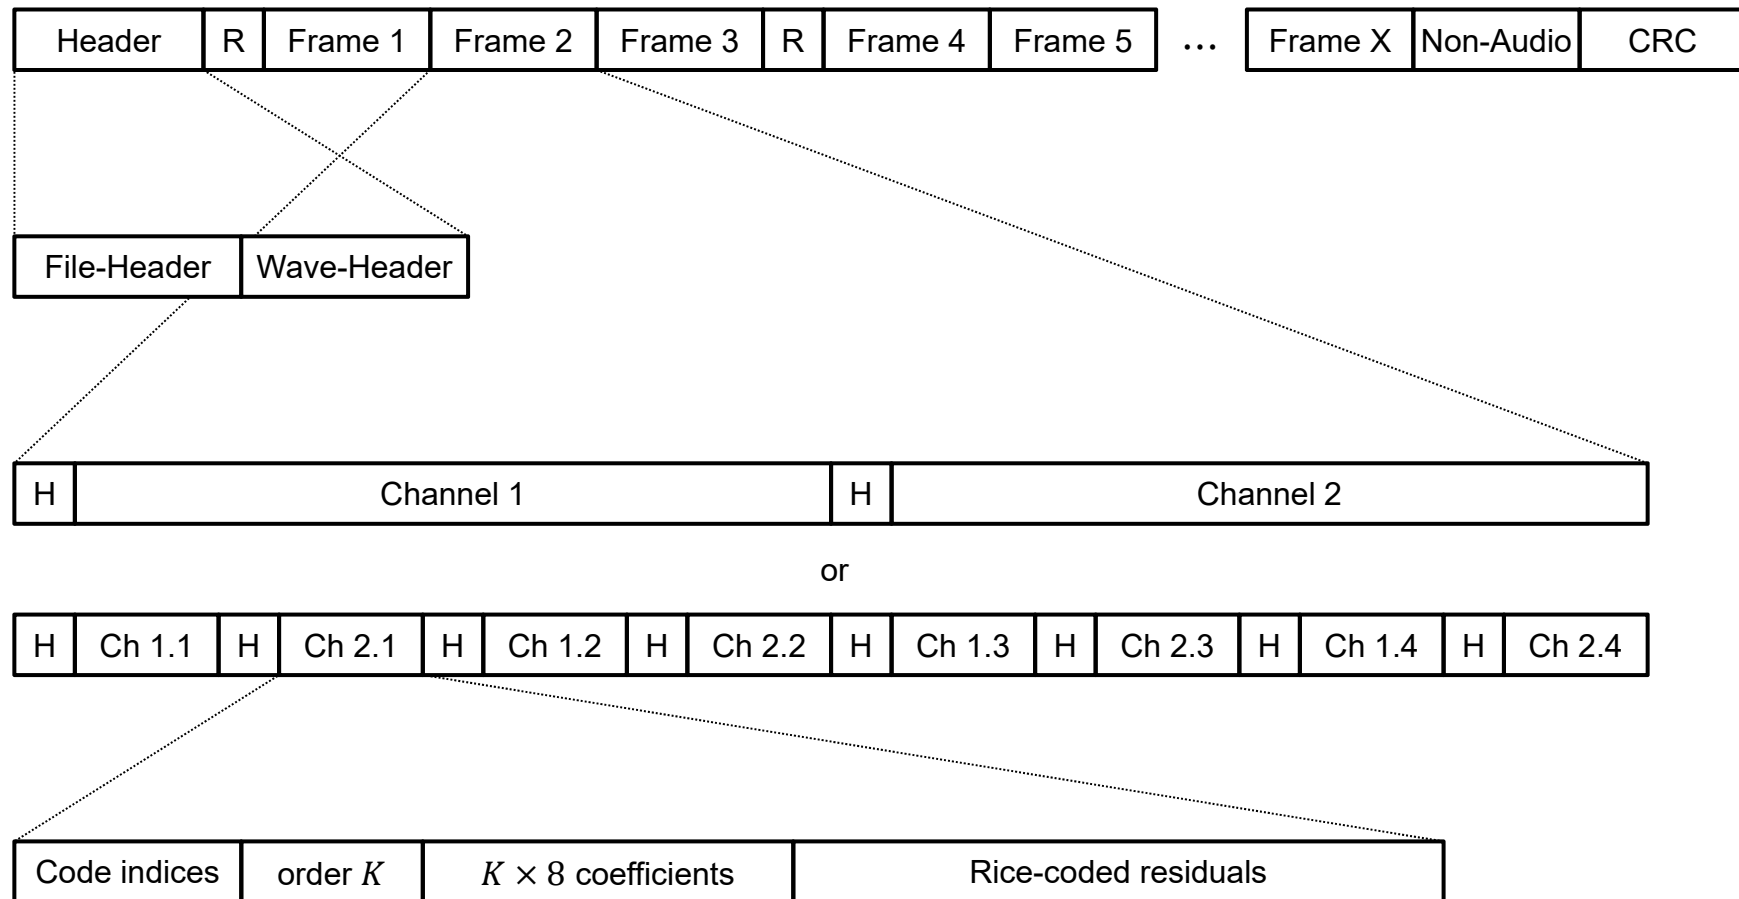 Header R Frame 1 Frame 2 Frame 3 R Frame 4 Frame 5 ... Frame X Non-Audio CRC
File-Header Wave-Header
H Channel 1 H Channel 2
or
H Ch 1.1 H Ch 2.1 H Ch 1.2 H Ch 2.2 H Ch 1.3 H Ch 2.3 H Ch 1.4 H Ch 2.4
Code indices order K K × 8 coefficients Rice-coded residuals